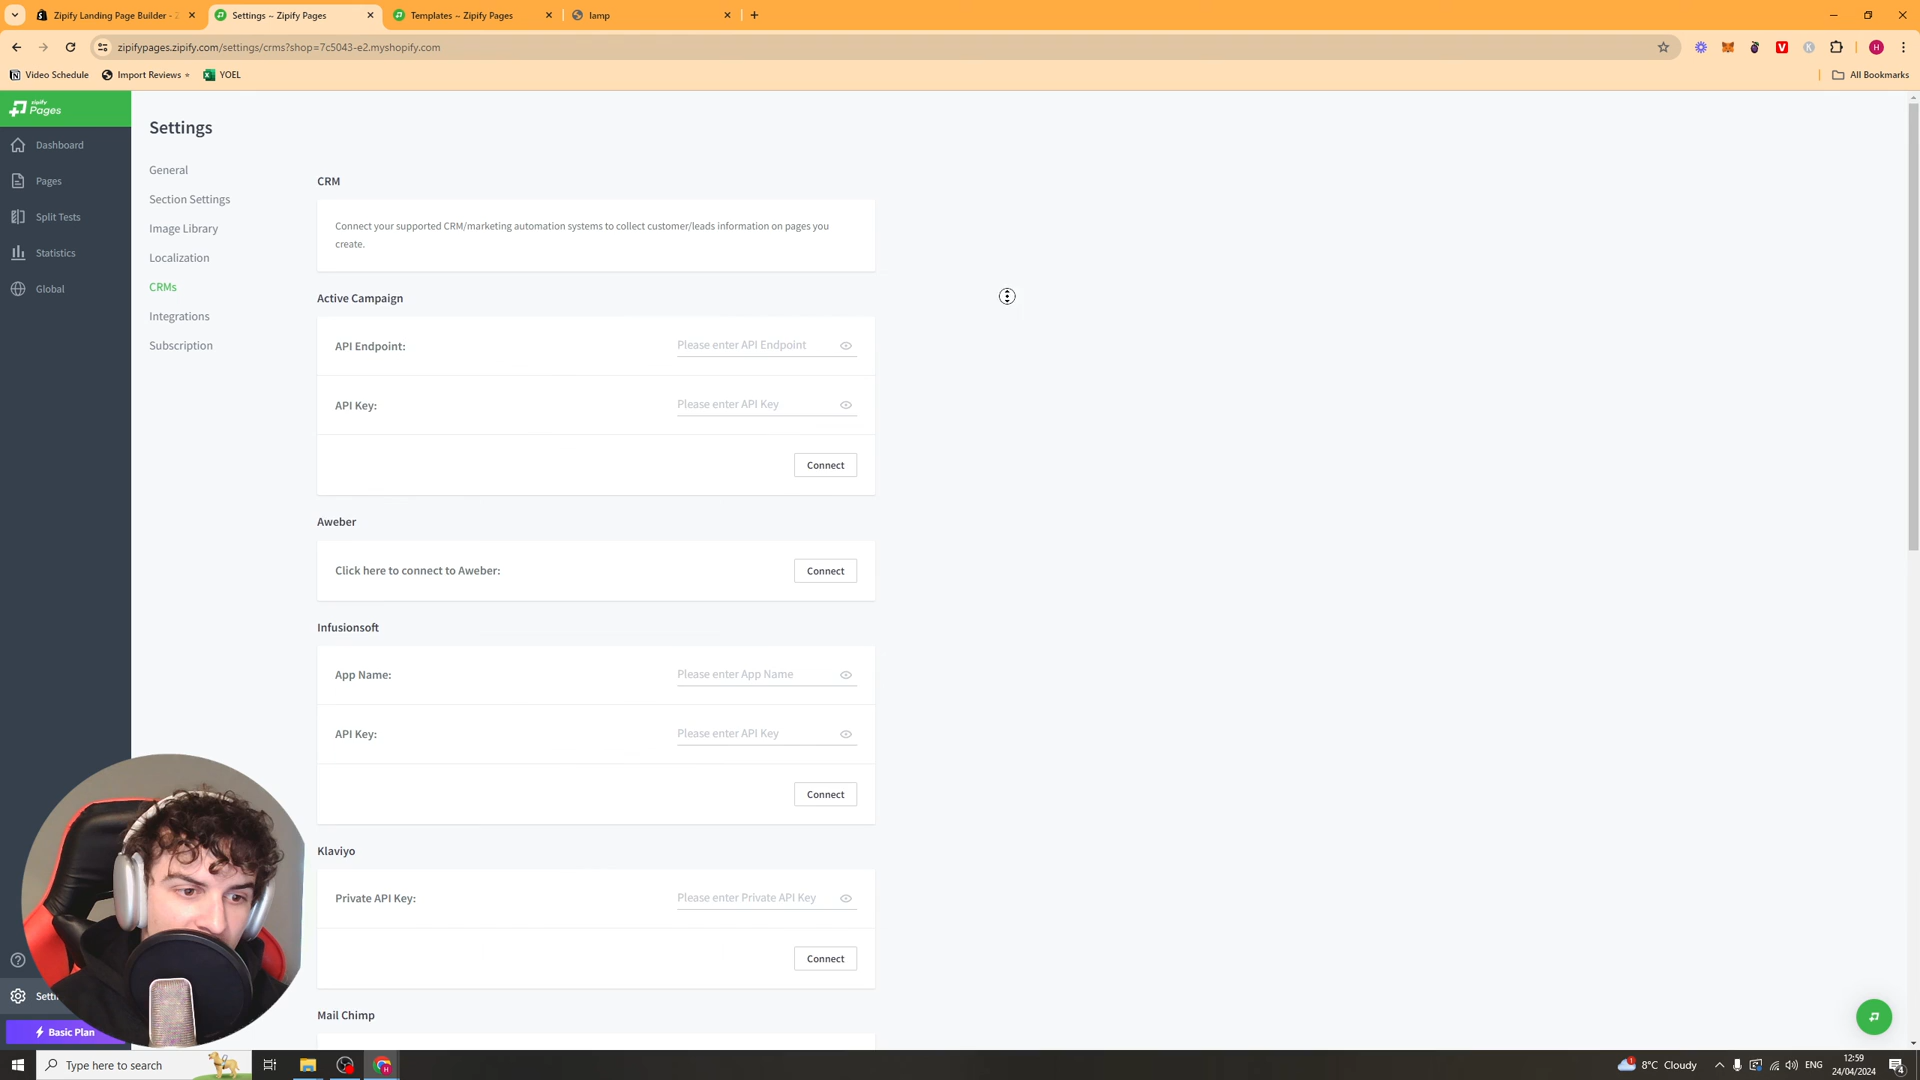 Zipify Landing Page Builder - Z
Settings ~ Zipify Pages
Templates ~ Zipify Pages
lamp
zipifypages.zipify.com/settings/crms?shop=7c5043-e2.myshopify.com
H
Video Schedule
Import Reviews
YOEL
All Bookmarks
zipify
Pages
Settings
Dashboard
General
CRM
Pages
Section Settings
Split Tests
Image Library
Connect your supported CRM/marketing automation systems to collect customer/leads information on pages you
create.
Statistics
Localization
Global
CRMs
Active Campaign
Integrations
Subscription
API Endpoint:
Please enter API Endpoint
API Key:
Please enter API Key
Connect
Aweber
Click here to connect to Aweber:
Connect
Infusionsoft
App Name:
Please enter App Name
API Key:
Please enter API Key
Connect
Klaviyo
Private API Key:
Please enter Private API Key
Connect
Mail Chimp
Basic Plan
Type here to search
1
8°C Cloudy
ENG
12:59
24/04/2024
4